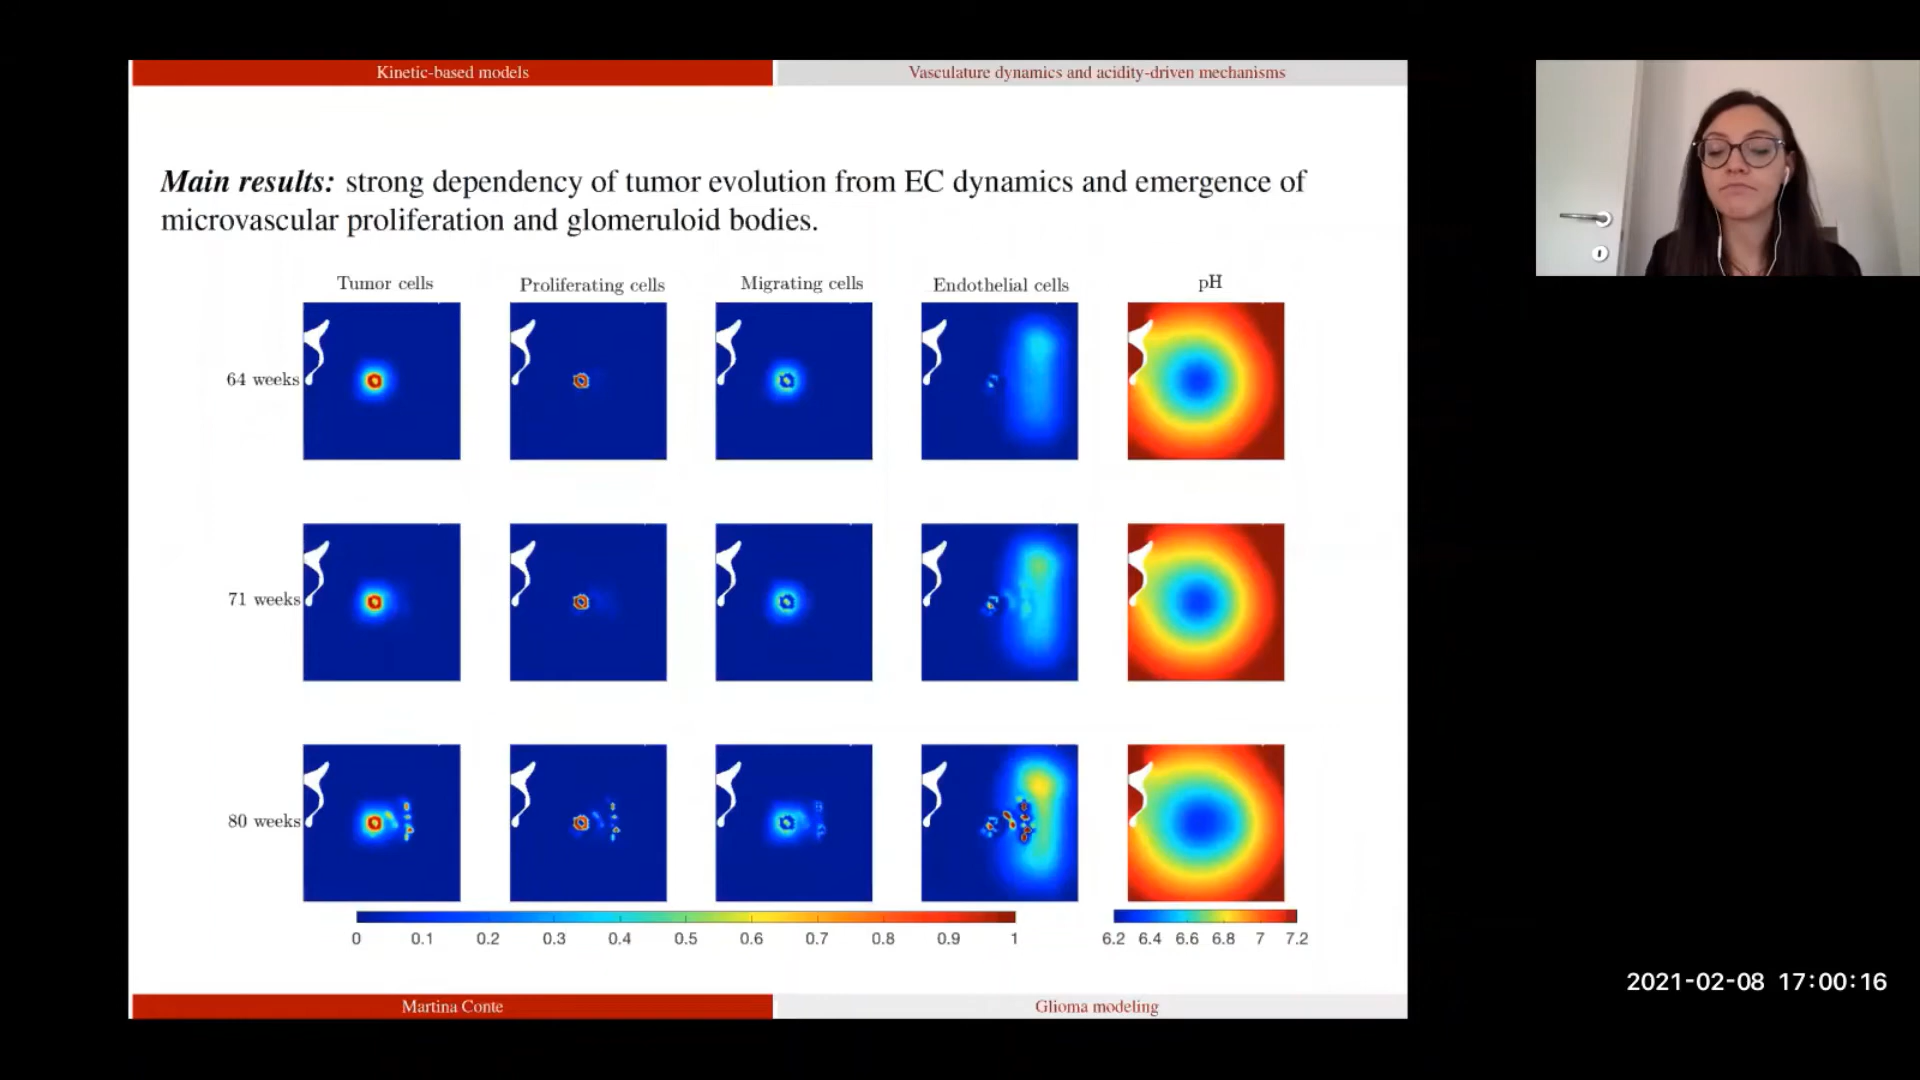 Kinetic-based models
Vasculature dynamics and acidity-driven mechanisms
Main results: strong dependency of tumor evolution from EC dynamics and emergence of
microvascular proliferation and glomeruloid bodies.
Tumor cells
Proliferating cells
Migrating cells
Endothelial cells
pH
64 weeks
71 weeks
80 weeks
0 0.1 0.2 0.3 0.4 0.5 0.6 0.7 0.8 0.9 1
6.2 6.4 6.6 6.8 7 7.2
2021-02-08 17:00:16
Martina Conte
Glioma modeling